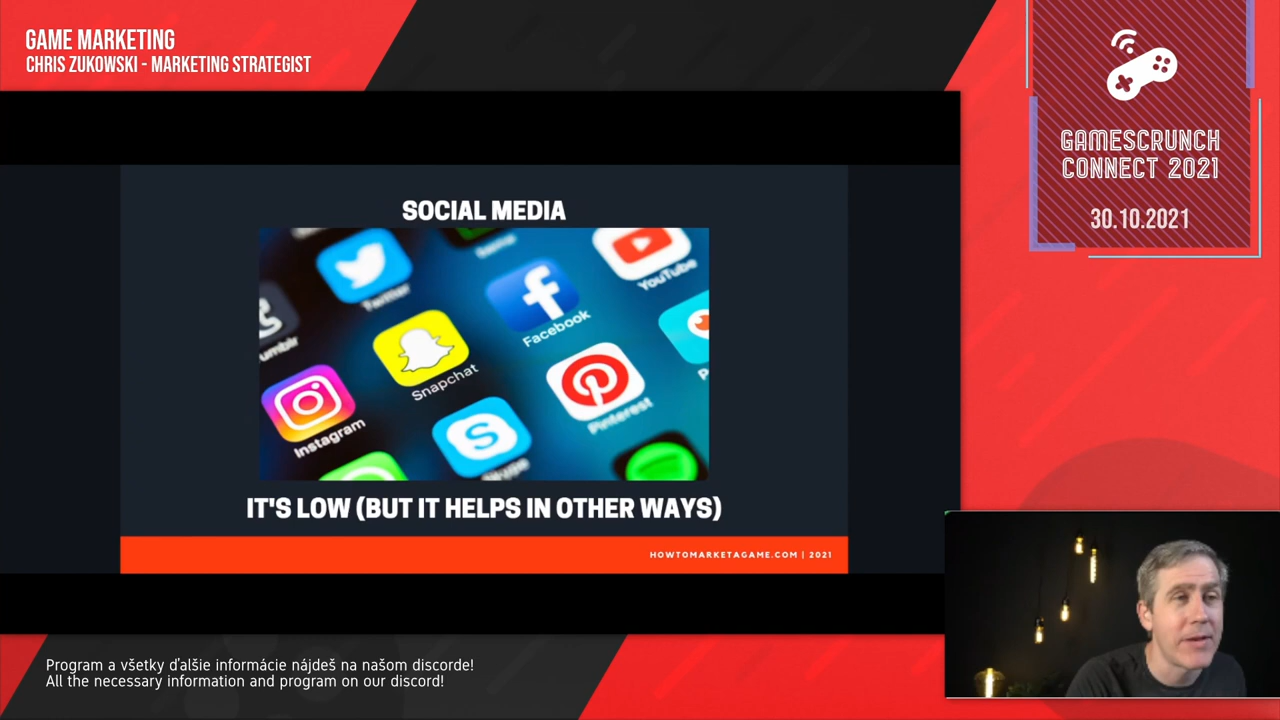 GAME MARKETING
CHRIS ZUKOWSKI - MARKETING STRATEGIST
GAMESCRUNCH
CONNECT 2021
30.10.2021
SOCIAL MEDIA
Twitter
YouTube
Facebook
Snapchat
Instagram
Pinterest
Skype
IT'S LOW (BUT IT HELPS IN OTHER WAYS)
HOWTOMARKETAGAME.COM | 2021
Program a všetky ďalšie informácie nájdeš na našom discorde!
All the necessary information and program on our discord!